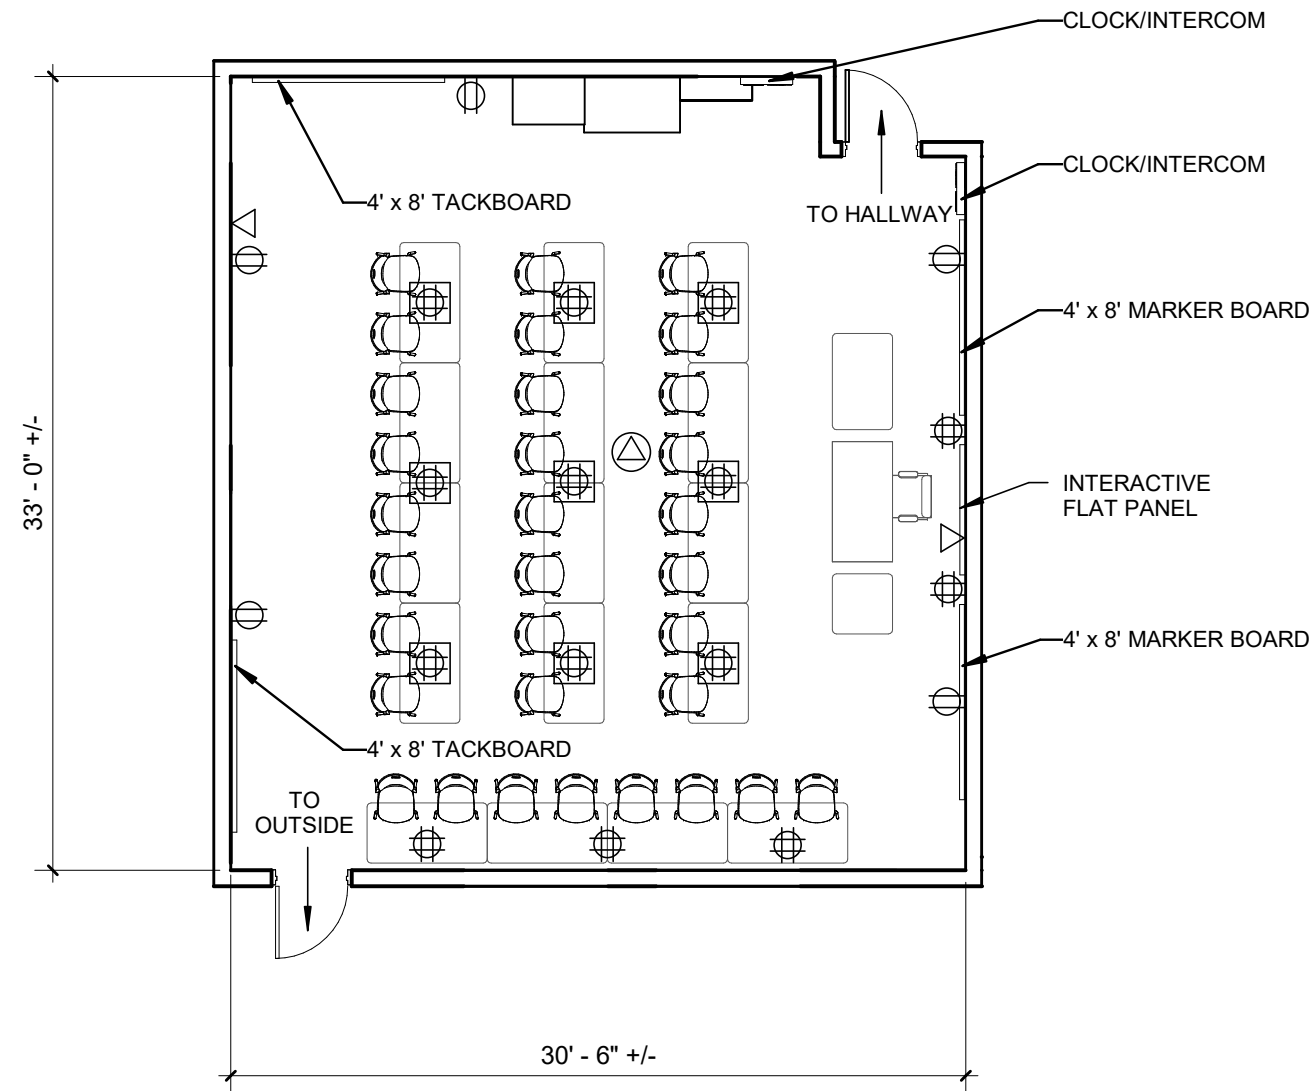 CLOCK/INTERCOM
CLOCK/INTERCOM
4' x 8' TACKBOARD
TO HALLWAY
4' x 8' MARKER BOARD
33' - 0" +/-
INTERACTIVE
FLAT PANEL
4' x 8' MARKER BOARD
4' x 8' TACKBOARD
TO
OUTSIDE
30' - 6" +/-